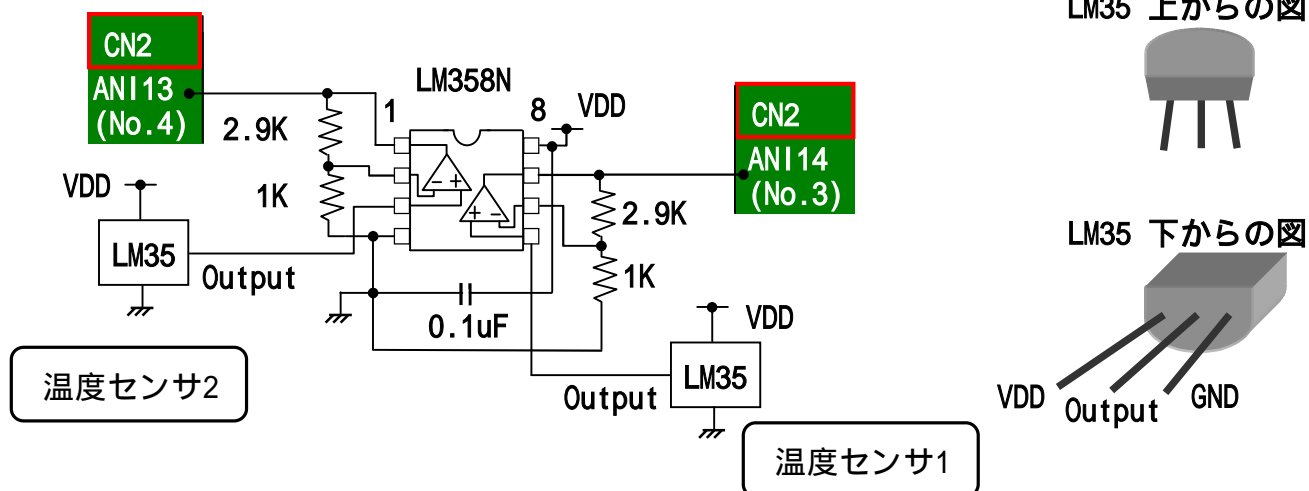 CN2
ANI13
(No.4)
2.9K
1K
VDD
LM35
Output
LM358N
1
8
VDD
0.1uF
温度センサ2
CN2
ANI14
(No.3)
2.9K
1K
VDD
LM35
Output
温度センサ1
LM35 上からの図
LM35 下からの図
VDD
Output
GND